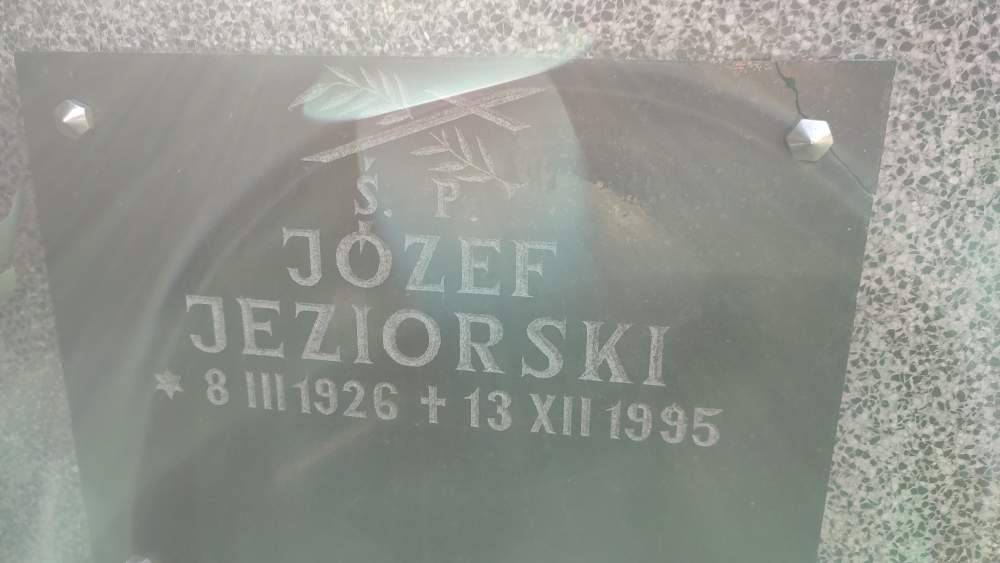 Ś. P.
JÓZEF
JEZIORSKI
* 8 III 1926 ✝ 13 XII 1995